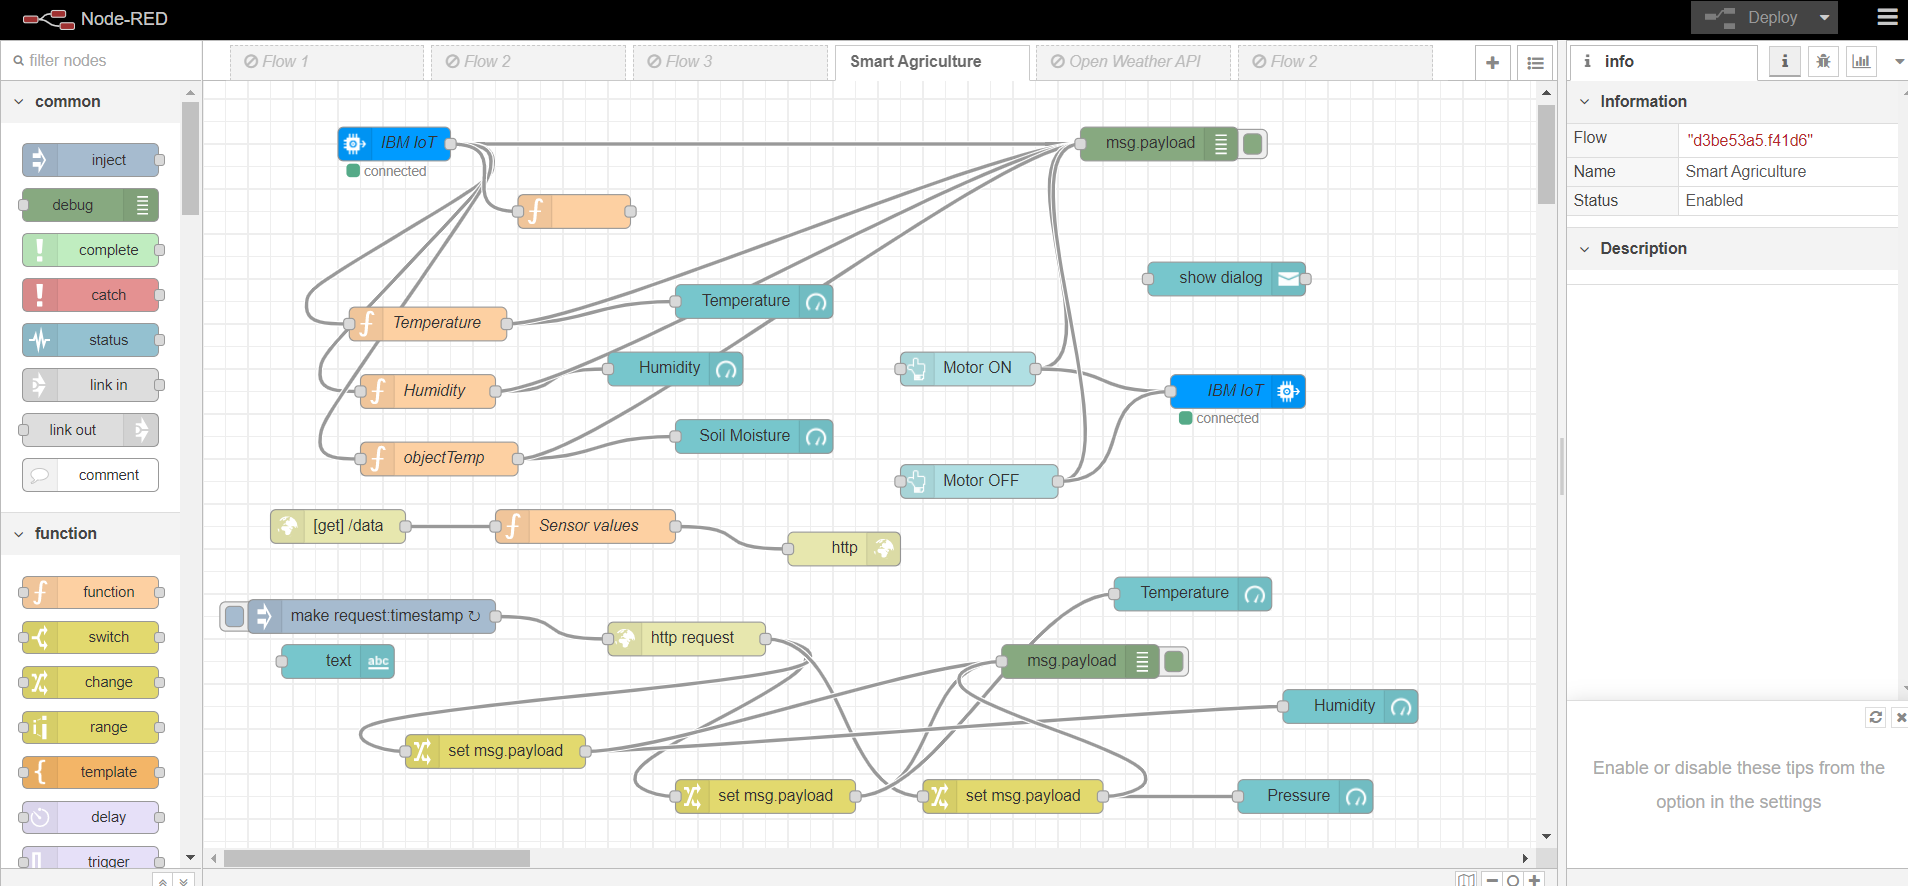 Node-RED
Deploy
filter nodes
Flow 1
Flow 2
Flow 3
Smart Agriculture
Open Weather API
Flow 2
i info
i
common
inject
debug
complete
catch
status
link in
link out
comment
function
function
switch
change
range
template
delay
trigger
IBM IoT
connected
msg.payload
show dialog
Temperature
Temperature
Humidity
Humidity
Motor ON
IBM IoT
connected
Soil Moisture
objectTemp
Motor OFF
[get] /data
Sensor values
http
Temperature
make request:timestamp ↻
http request
text
abc
msg.payload
Humidity
set msg.payload
set msg.payload
set msg.payload
Pressure
Information
Flow "d3be53a5.f41d6"
Name Smart Agriculture
Status Enabled
Description
Enable or disable these tips from the
option in the settings